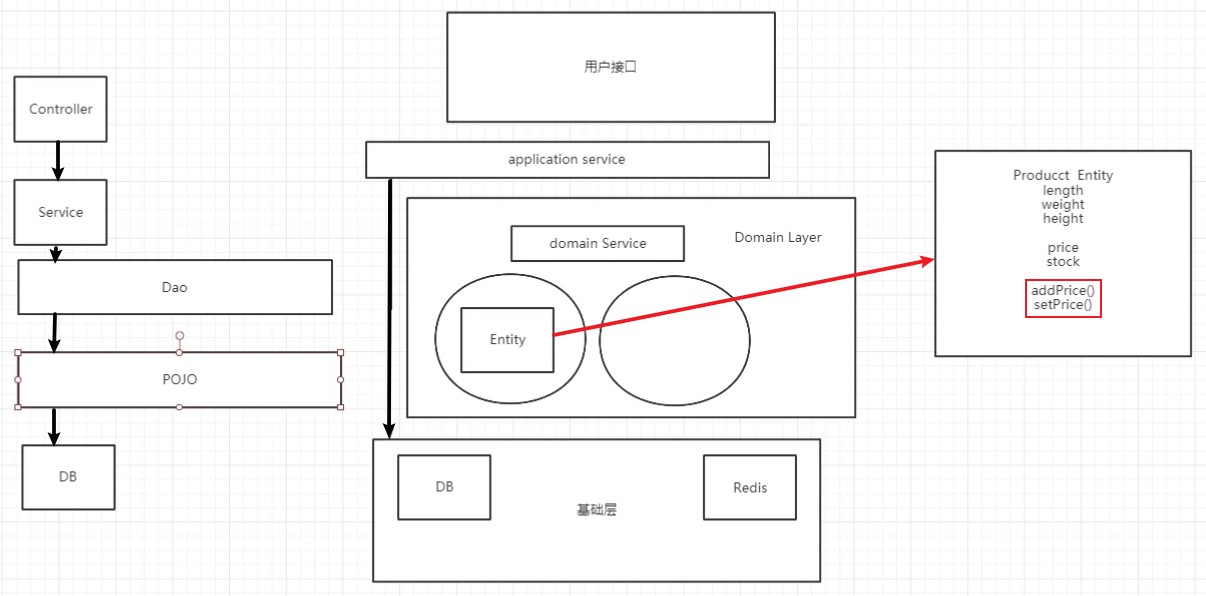 Controller
Service
Dao
POJO
DB
用户接口
application service
domain Service
Domain Layer
Entity
DB
基础层
Redis
Producct Entity
length
weight
height
price
stock
addPrice()
setPrice()